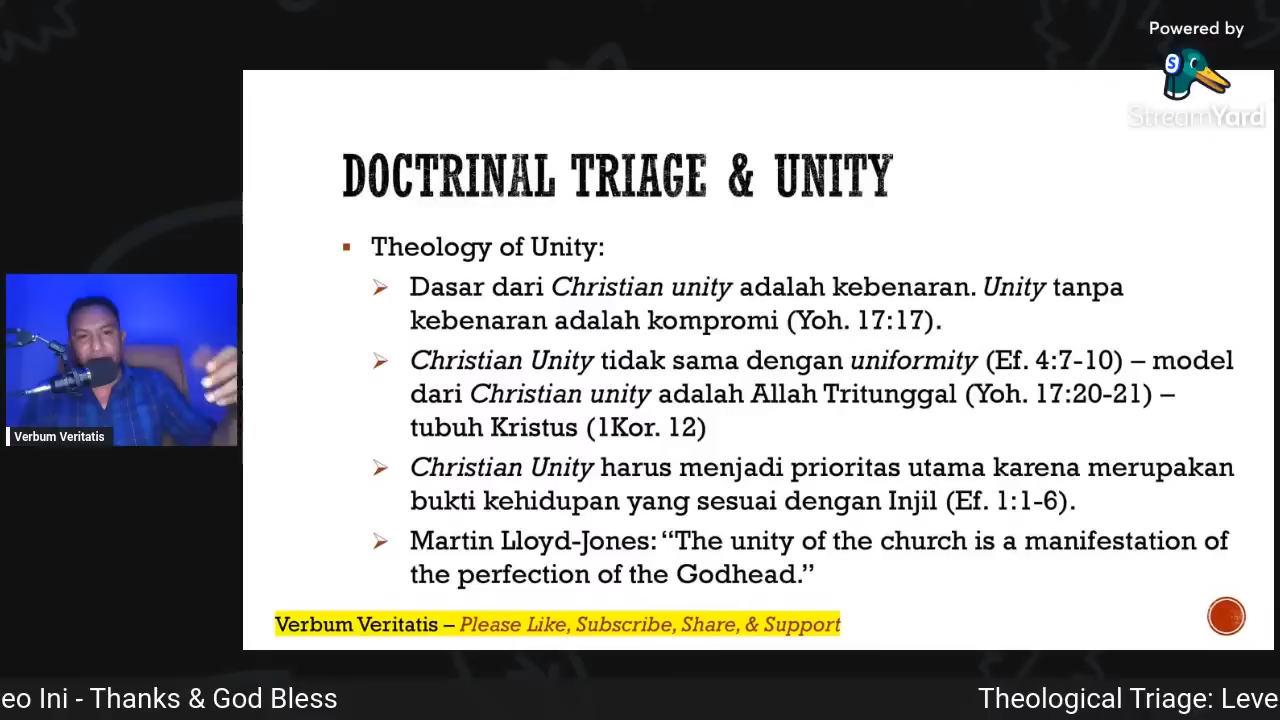 Powered by
StreamYard
DOCTRINAL TRIAGE & UNITY
Theology of Unity:
Dasar dari Christian unity adalah kebenaran. Unity tanpa
kebenaran adalah kompromi (Yoh. 17:17).
Christian Unity tidak sama dengan uniformity (Ef. 4:7-10) – model
dari Christian unity adalah Allah Tritunggal (Yoh. 17:20-21) –
tubuh Kristus (1Kor. 12)
Christian Unity harus menjadi prioritas utama karena merupakan
bukti kehidupan yang sesuai dengan Injil (Ef. 1:1-6).
Martin Lloyd-Jones: “The unity of the church is a manifestation of
the perfection of the Godhead.”
Verbum Veritatis
Verbum Veritatis – Please Like, Subscribe, Share, & Support
eo Ini - Thanks & God Bless
Theological Triage: Leve